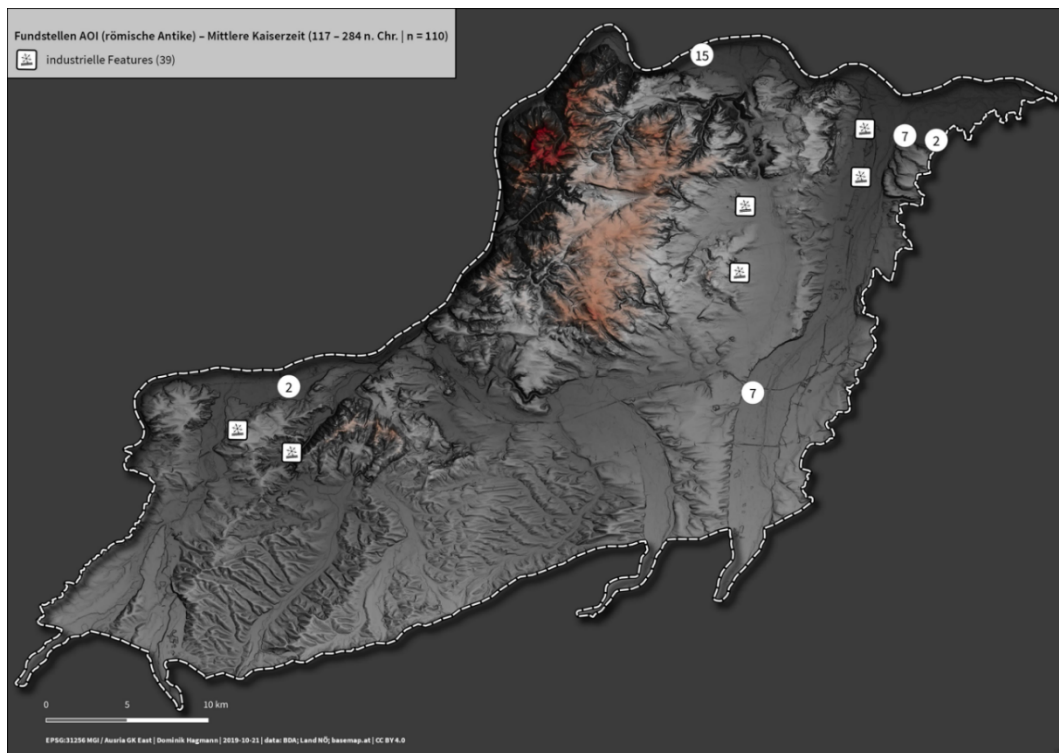 Fundstellen AOI (römische Antike) – Mittlere Kaiserzeit (117 – 284 n. Chr. | n = 110)
industrielle Features (39)
15
7
2
2
7
0 5 10 km
EPSG:31256 MGI / Ausria GK East | Dominik Hagmann | 2019-10-21 | data: BDA; Land NÖ; basemap.at | CC BY 4.0